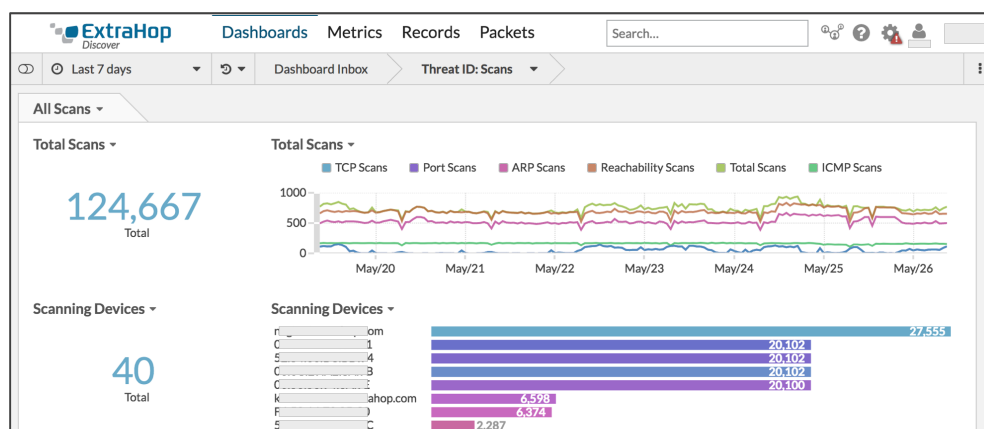 ExtraHop
Discover
Dashboards Metrics Records Packets
Search...
Last 7 days
Dashboard Inbox
Threat ID: Scans
All Scans
Total Scans
124,667
Total
Total Scans
TCP Scans Port Scans ARP Scans Reachability Scans Total Scans ICMP Scans
1000
500
0
May/20 May/21 May/22 May/23 May/24 May/25 May/26
Scanning Devices
40
Total
Scanning Devices
om 27,555
1 20,102
4 20,102
B 20,102
E 20,100
k ahop.com 6,598
F 0 6,374
5 C 2,287